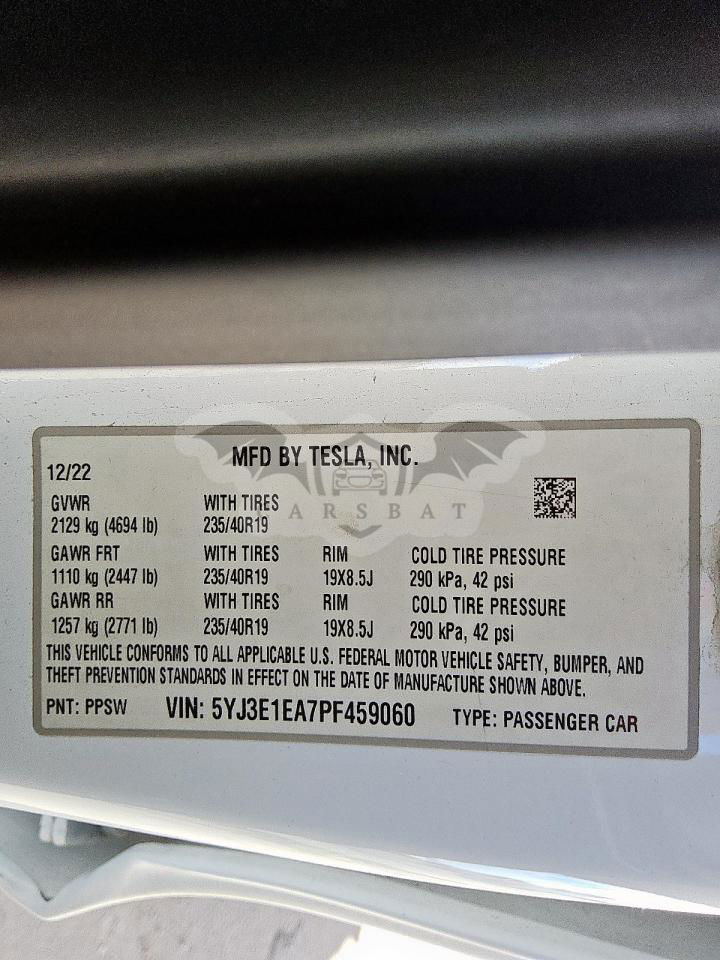 MFD BY TESLA, INC.
12/22
GVWR WITH TIRES
2129 kg (4694 lb) 235/40R19
CARSBAT
GAWR FRT WITH TIRES RIM COLD TIRE PRESSURE
1110 kg (2447 lb) 235/40R19 19X8.5J 290 kPa, 42 psi
GAWR RR WITH TIRES RIM COLD TIRE PRESSURE
1257 kg (2771 lb) 235/40R19 19X8.5J 290 kPa, 42 psi
THIS VEHICLE CONFORMS TO ALL APPLICABLE U.S. FEDERAL MOTOR VEHICLE SAFETY, BUMPER, AND
THEFT PREVENTION STANDARDS IN EFFECT ON THE DATE OF MANUFACTURE SHOWN ABOVE.
PNT: PPSW VIN: 5YJ3E1EA7PF459060 TYPE: PASSENGER CAR